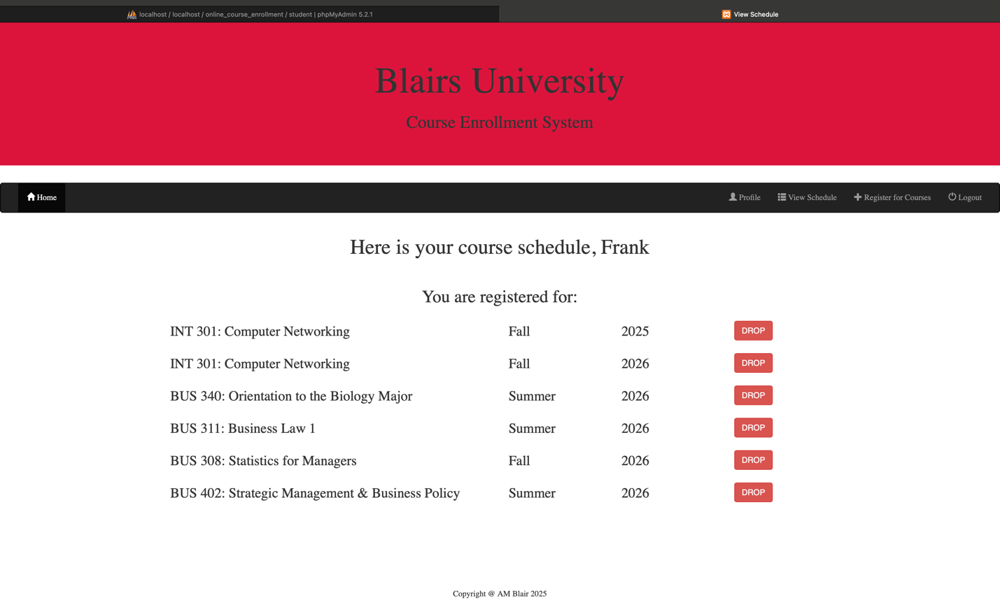 localhost / localhost / online_course_enrollment / student | phpMyAdmin 5.2.1 View Schedule
Blairs University
Course Enrollment System
Home Profile View Schedule Register for Courses Logout
Here is your course schedule, Frank
You are registered for:
INT 301: Computer Networking Fall 2025 DROP
INT 301: Computer Networking Fall 2026 DROP
BUS 340: Orientation to the Biology Major Summer 2026 DROP
BUS 311: Business Law 1 Summer 2026 DROP
BUS 308: Statistics for Managers Fall 2026 DROP
BUS 402: Strategic Management & Business Policy Summer 2026 DROP
Copyright @ AM Blair 2025